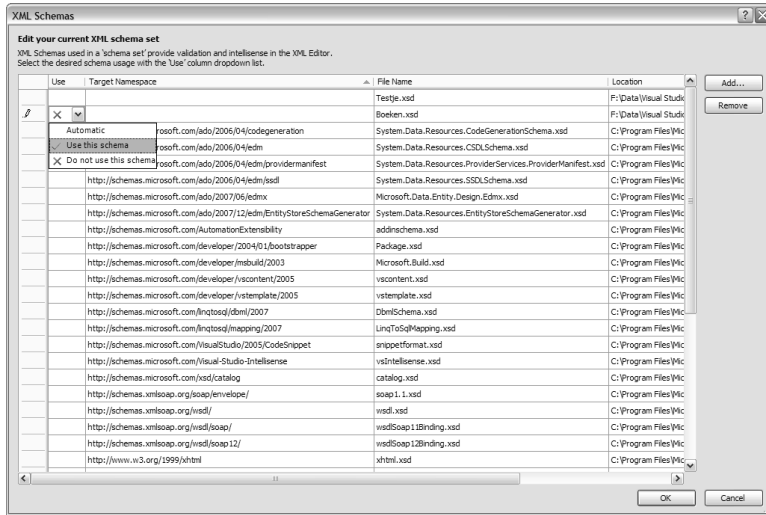 XML Schemas
Edit your current XML schema set
XML Schemas used in a 'schema set' provide validation and intellisense in the XML Editor.
Select the desired schema usage with the 'Use' column dropdown list.
Use Target Namespace File Name Location
Add...
Testje.xsd F:\Data\Visual Studio
Remove
Boeken.xsd F:\Data\Visual Studio
Automatic
rosoft.com/ado/2006/04/codegeneration System.Data.Resources.CodeGenerationSchema.xsd C:\Program Files\Mic
Use this schema
rosoft.com/ado/2006/04/edm System.Data.Resources.CSDLSchema.xsd C:\Program Files\Mic
Do not use this schema
rosoft.com/ado/2006/04/edm/providermanifest System.Data.Resources.ProviderServices.ProviderManifest.xsd C:\Program Files\Mic
http://schemas.microsoft.com/ado/2006/04/edm/ssdl System.Data.Resources.SSDLSchema.xsd C:\Program Files\Mic
http://schemas.microsoft.com/ado/2007/06/edmx Microsoft.Data.Entity.Design.Edmx.xsd C:\Program Files\Mic
http://schemas.microsoft.com/ado/2007/12/edm/EntityStoreSchemaGenerator System.Data.Resources.EntityStoreSchemaGenerator.xsd C:\Program Files\Mic
http://schemas.microsoft.com/AutomationExtensibility addinschema.xsd C:\Program Files\Mic
http://schemas.microsoft.com/developer/2004/01/bootstrapper Package.xsd C:\Program Files\Mic
http://schemas.microsoft.com/developer/msbuild/2003 Microsoft.Build.xsd C:\Program Files\Mic
http://schemas.microsoft.com/developer/vscontent/2005 vscontent.xsd C:\Program Files\Mic
http://schemas.microsoft.com/developer/vstemplate/2005 vstemplate.xsd C:\Program Files\Mic
http://schemas.microsoft.com/linqtosql/dbml/2007 DbmlSchema.xsd C:\Program Files\Mic
http://schemas.microsoft.com/linqtosql/mapping/2007 LinqToSqlMapping.xsd C:\Program Files\Mic
http://schemas.microsoft.com/VisualStudio/2005/CodeSnippet snippetformat.xsd C:\Program Files\Mic
http://schemas.microsoft.com/Visual-Studio-Intellisense vsIntellisense.xsd C:\Program Files\Mic
http://schemas.microsoft.com/xsd/catalog catalog.xsd C:\Program Files\Mic
http://schemas.xmlsoap.org/soap/envelope/ soap1.1.xsd C:\Program Files\Mic
http://schemas.xmlsoap.org/wsdl/ wsdl.xsd C:\Program Files\Mic
http://schemas.xmlsoap.org/wsdl/soap/ wsdlSoap11Binding.xsd C:\Program Files\Mic
http://schemas.xmlsoap.org/wsdl/soap12/ wsdlSoap12Binding.xsd C:\Program Files\Mic
http://www.w3.org/1999/xhtml xhtml.xsd C:\Program Files\Mic
OK Cancel